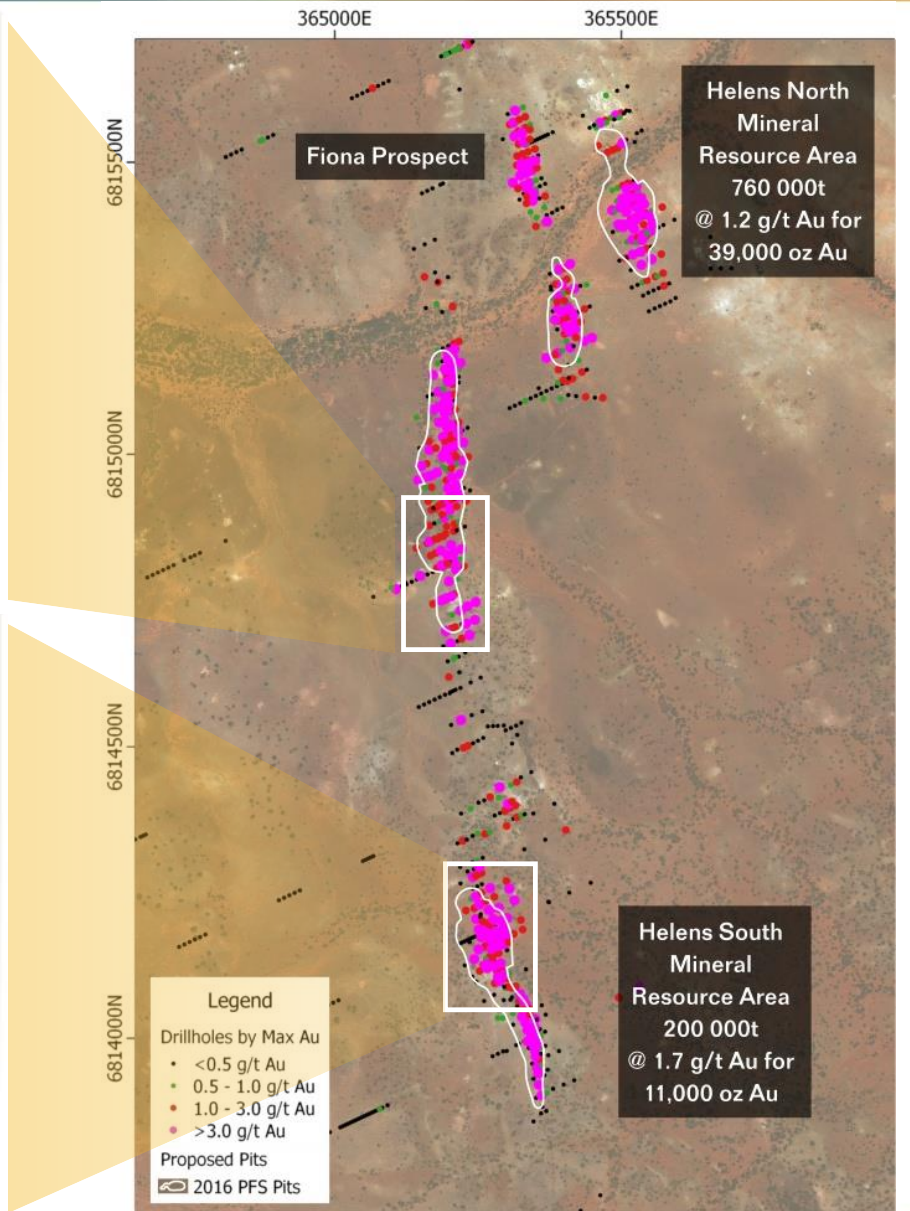 365000E
365500E
6815500N
6815000N
6814500N
6814000N
Fiona Prospect
Helens North
Mineral
Resource Area
760 000t
@ 1.2 g/t Au for
39,000 oz Au
Helens South
Mineral
Resource Area
200 000t
@ 1.7 g/t Au for
11,000 oz Au
Legend
Drillholes by Max Au
<0.5 g/t Au
0.5 - 1.0 g/t Au
1.0 - 3.0 g/t Au
>3.0 g/t Au
Proposed Pits
2016 PFS Pits